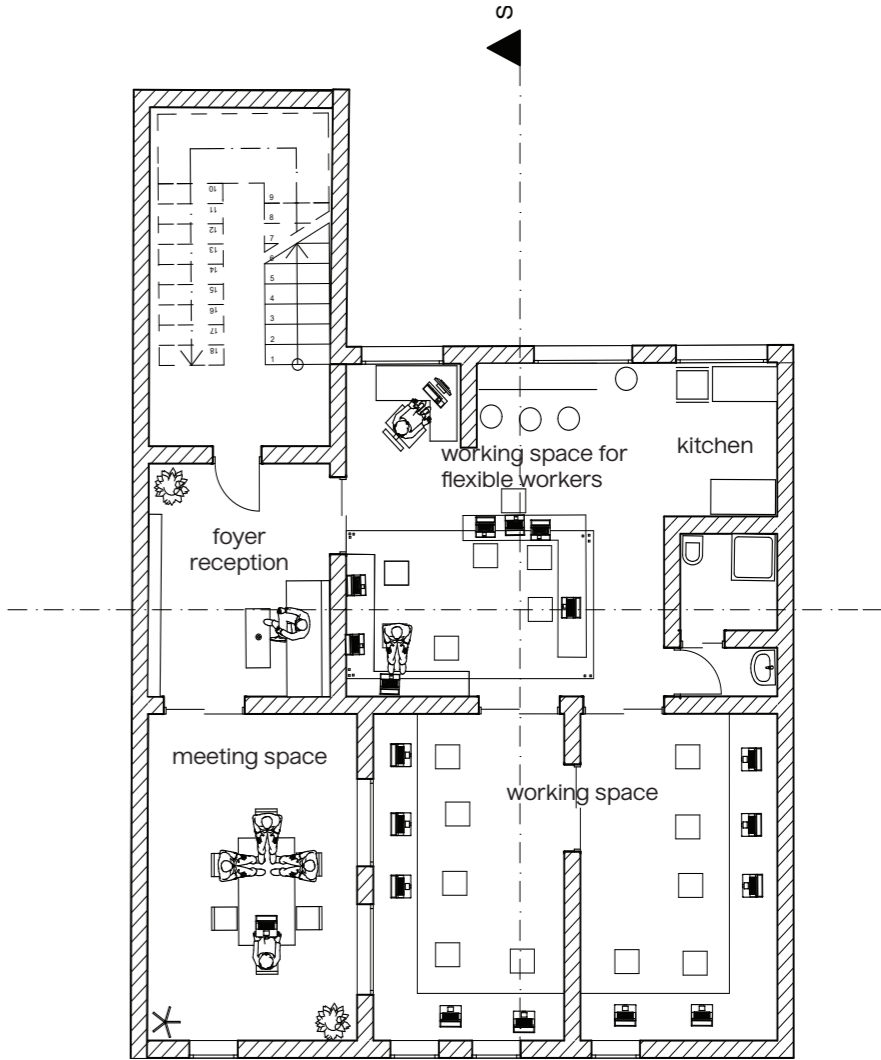 S
10
11
12
13
14
15
16
17
18
9
8
7
6
5
4
3
2
1
working space for
flexible workers
kitchen
foyer
reception
meeting space
working space